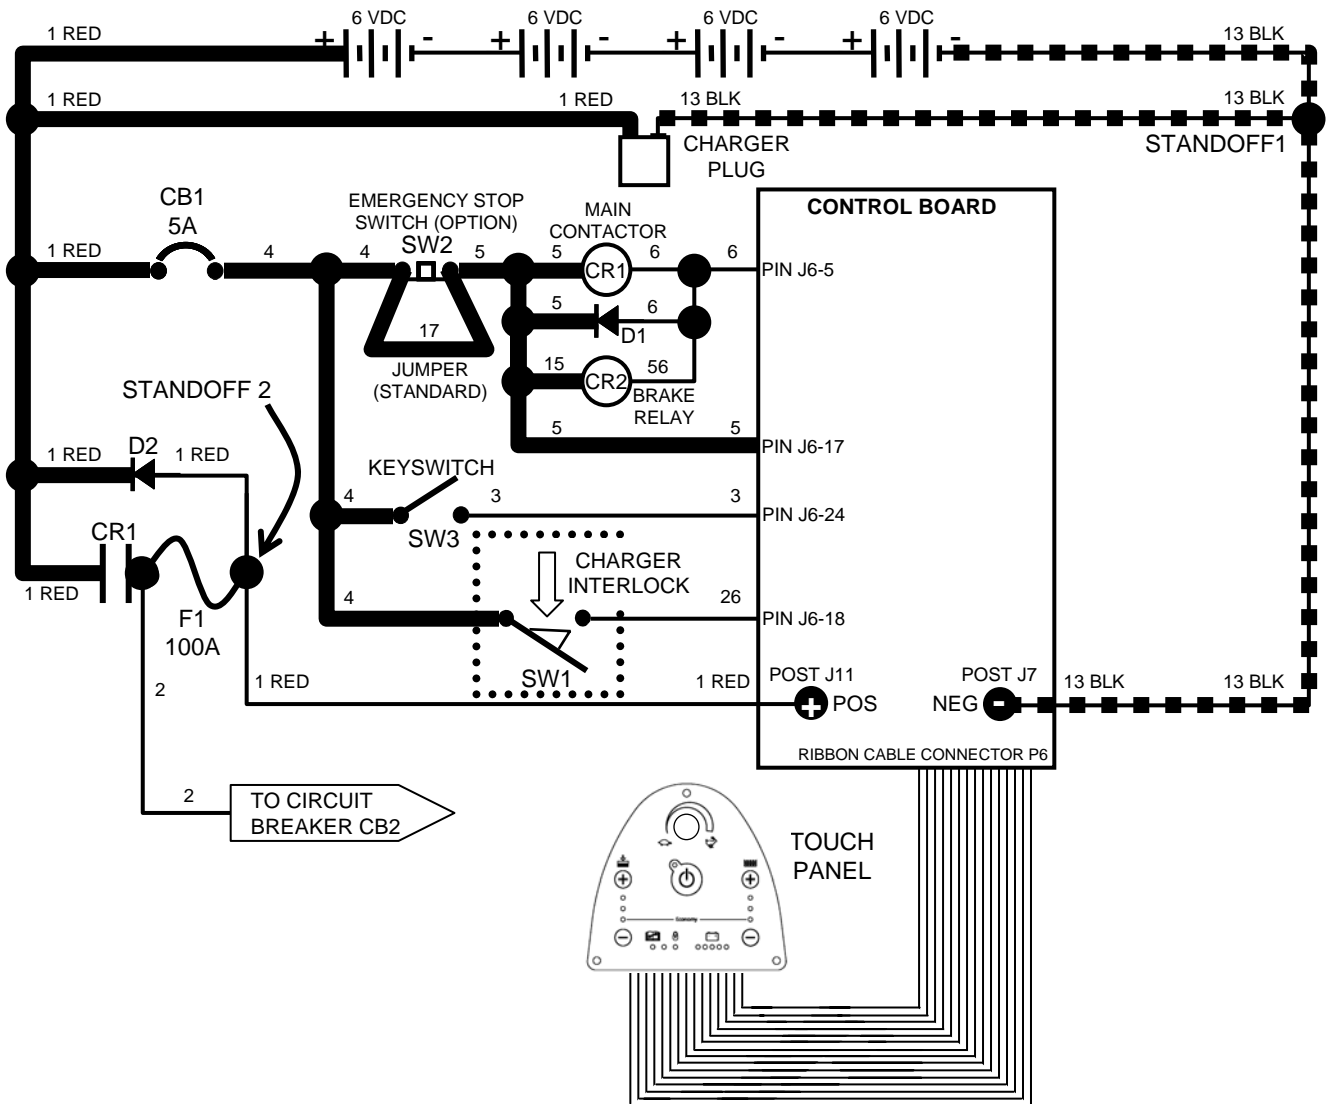 6 VDC 6 VDC 6 VDC 6 VDC
1 RED + - + - + - + - 13 BLK
1 RED 1 RED 13 BLK 13 BLK
CHARGER
PLUG
STANDOFF1
CB1
5A
EMERGENCY STOP
SWITCH (OPTION)
SW2
MAIN
CONTACTOR
CONTROL BOARD
1 RED 4 4 5 5 CR1 6 6 PIN J6-5
5 D1 6
17
JUMPER
(STANDARD)
15 CR2 56
BRAKE
RELAY
STANDOFF 2
5 5 PIN J6-17
1 RED D2 1 RED
KEYSWITCH
4 3 3 PIN J6-24
SW3
CR1
1 RED
CHARGER
INTERLOCK
F1
100A
4 26 PIN J6-18
SW1
2 1 RED 1 RED POST J11 POST J7 13 BLK 13 BLK
+ POS NEG -
RIBBON CABLE CONNECTOR P6
2 TO CIRCUIT
BREAKER CB2
TOUCH
PANEL
Economy